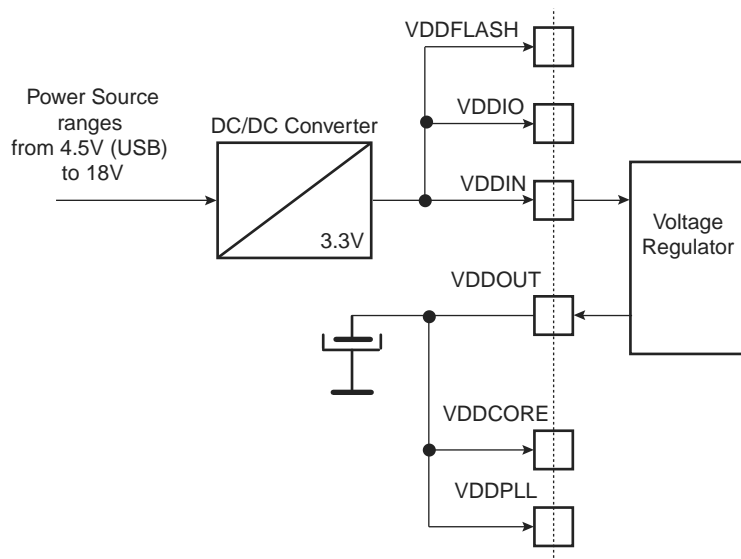 VDDFLASH
Power Source
ranges
from 4.5V (USB)
to 18V
DC/DC Converter
VDDIO
VDDIN
3.3V
Voltage
Regulator
VDDOUT
VDDCORE
VDDPLL